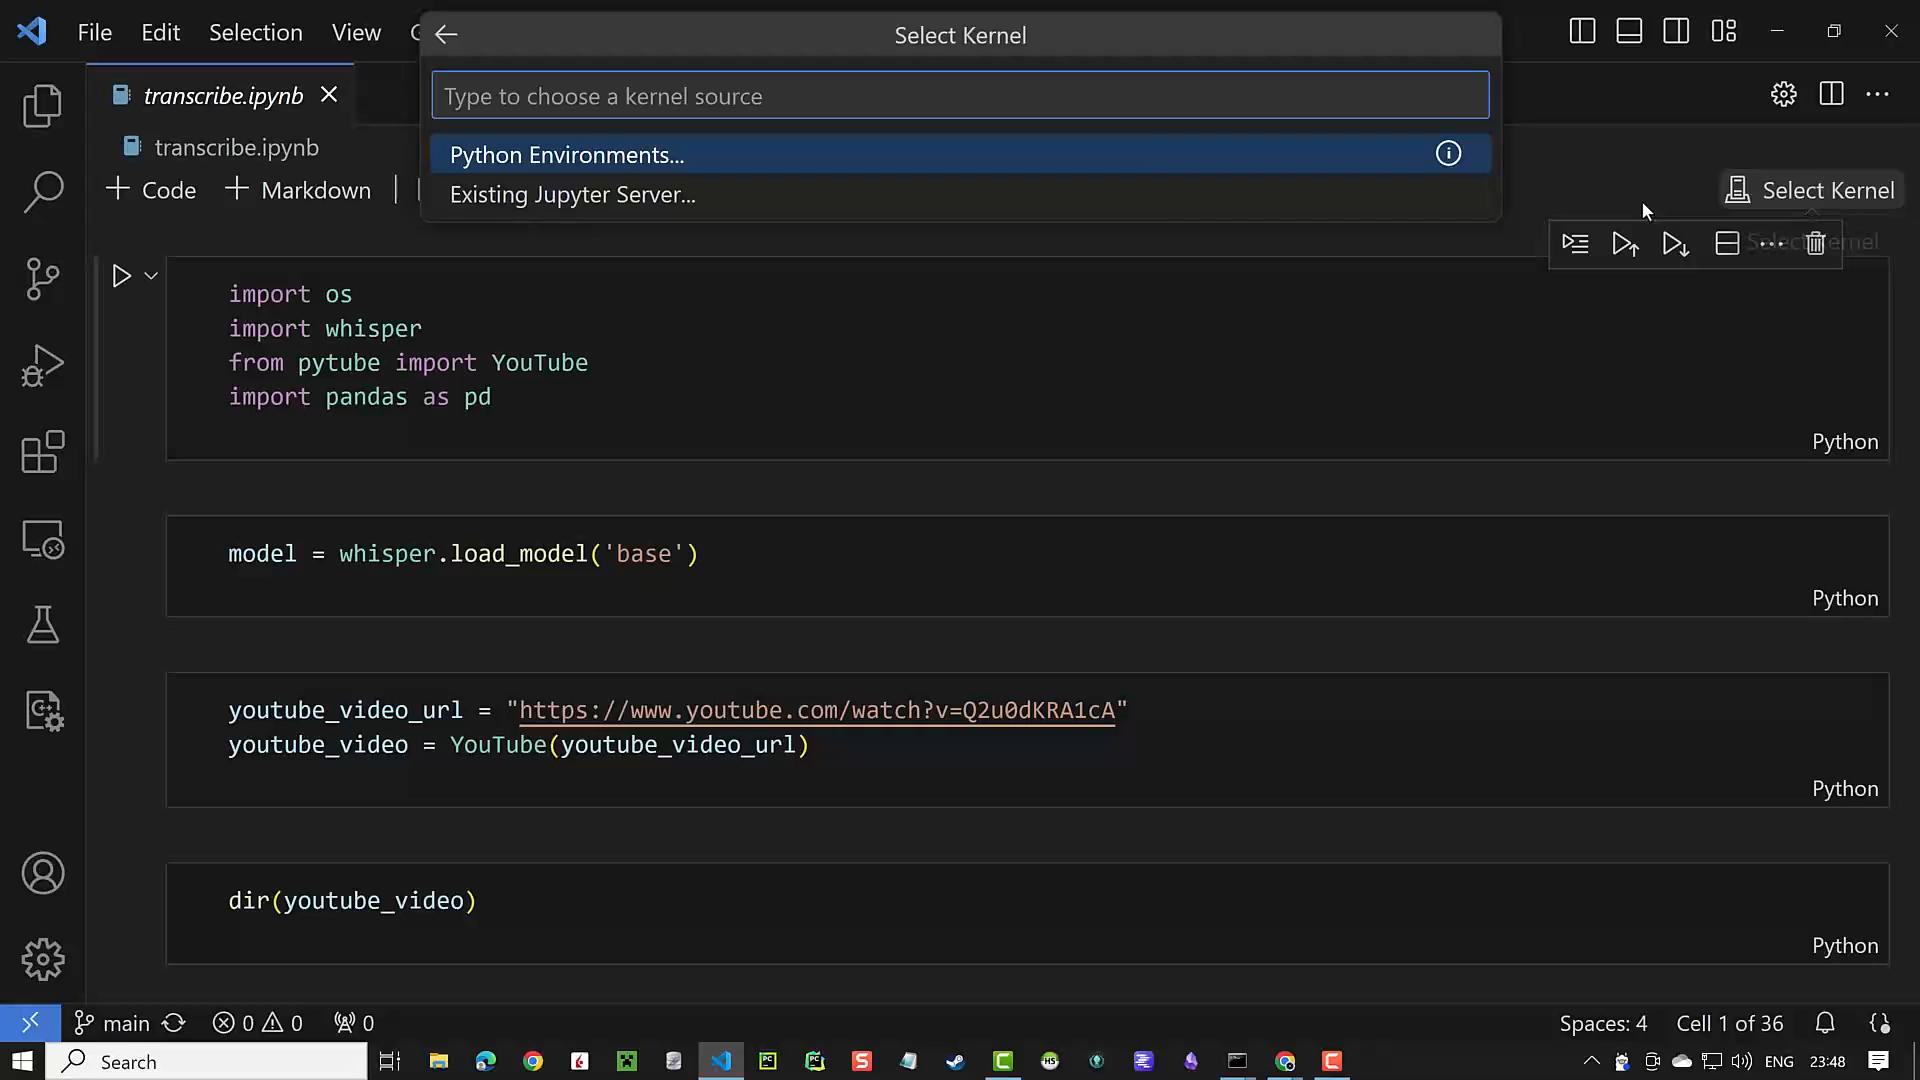 File Edit Selection View
Select Kernel
Type to choose a kernel source
Python Environments...
Existing Jupyter Server...
transcribe.ipynb
transcribe.ipynb
Code Markdown
Select Kernel
import os
import whisper
from pytube import YouTube
import pandas as pd
Python
model = whisper.load_model('base')
Python
youtube_video_url = "https://www.youtube.com/watch?v=Q2u0dKRA1cA"
youtube_video = YouTube(youtube_video_url)
Python
dir(youtube_video)
Python
main 0 0 0 Spaces: 4 Cell 1 of 36
Search ENG 23:48